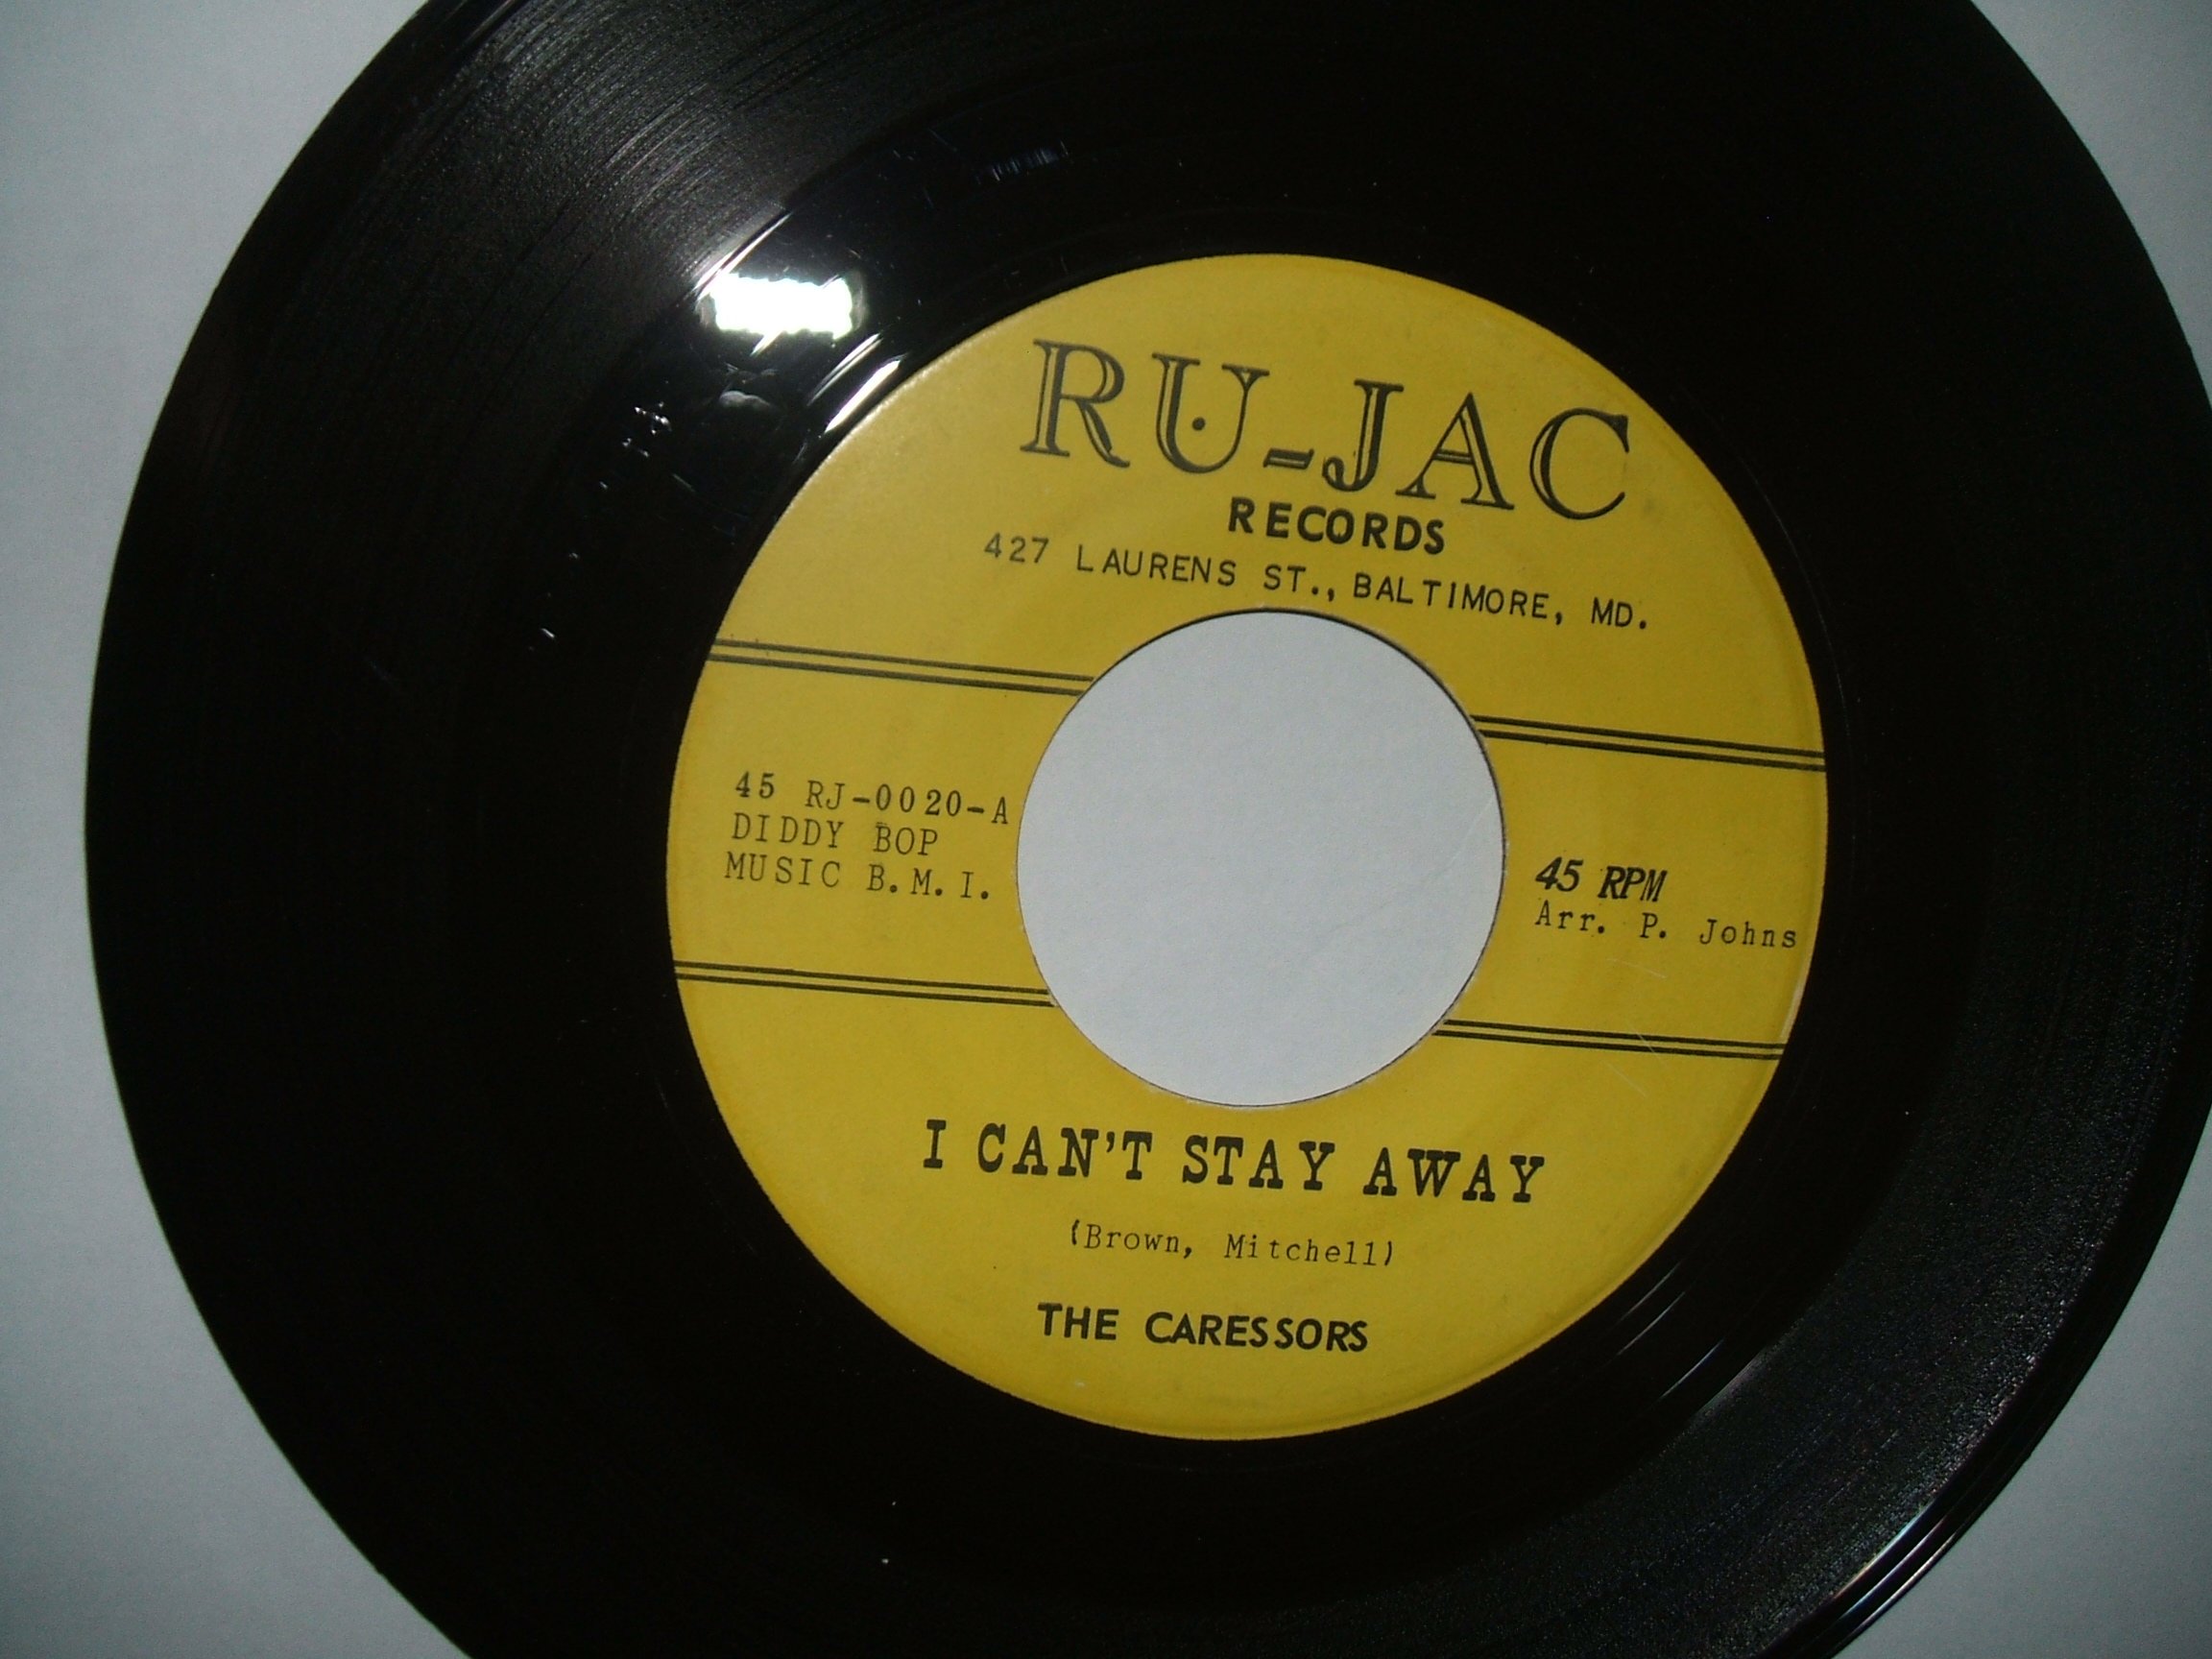 RU-JAC
RECORDS
427 LAURENS ST., BALTIMORE, MD.
45 RJ-0020-A
DIDDY BOP
MUSIC B.M.I.
45 RPM
Arr. P. Johns
I CAN'T STAY AWAY
(Brown, Mitchell)
THE CARESSORS